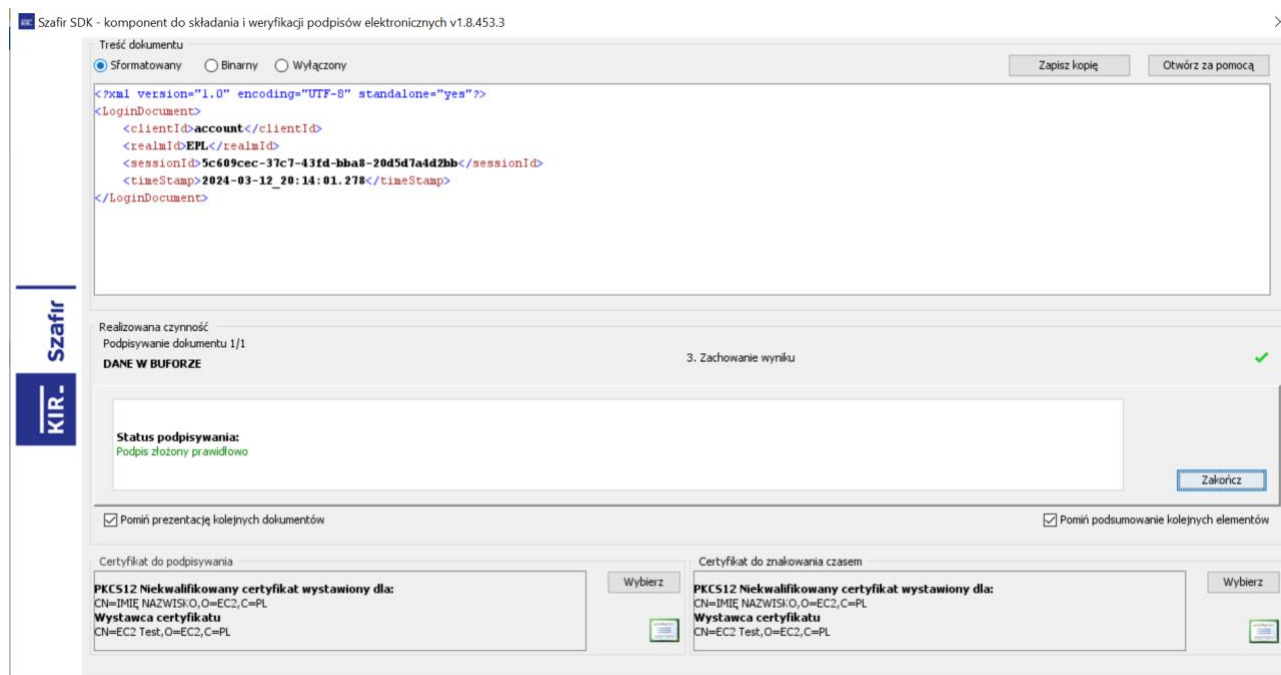 KIR. Szafir SDK - komponent do składania i weryfikacji podpisów elektronicznych v1.8.453.3
Treść dokumentu
Sformatowany Binarny Wyłączony Zapisz kopię Otwórz za pomocą
<?xml version="1.0" encoding="UTF-8" standalone="yes"?>
<LoginDocument>
<clientId>account</clientId>
<realmId>EPL</realmId>
<sessionId>5c609cec-37c7-43fd-bba8-20d5d7a4d2bb</sessionId>
<timeStamp>2024-03-12_20:14:01.278</timeStamp>
</LoginDocument>
Szafir
KIR.
Realizowana czynność
Podpisywanie dokumentu 1/1
DANE W BUFORZE
3. Zachowanie wyniku
Status podpisywania:
Podpis złożony prawidłowo
Zakończ
Pomiń prezentację kolejnych dokumentów
Pomiń podsumowanie kolejnych elementów
Certyfikat do podpisywania
PKCS12 Niekwalifikowany certyfikat wystawiony dla:
CN=IMIĘ NAZWISKO,O=EC2,C=PL
Wystawca certyfikatu
CN=EC2 Test,O=EC2,C=PL
Wybierz
Certyfikat do znakowania czasem
PKCS12 Niekwalifikowany certyfikat wystawiony dla:
CN=IMIĘ NAZWISKO,O=EC2,C=PL
Wystawca certyfikatu
CN=EC2 Test,O=EC2,C=PL
Wybierz